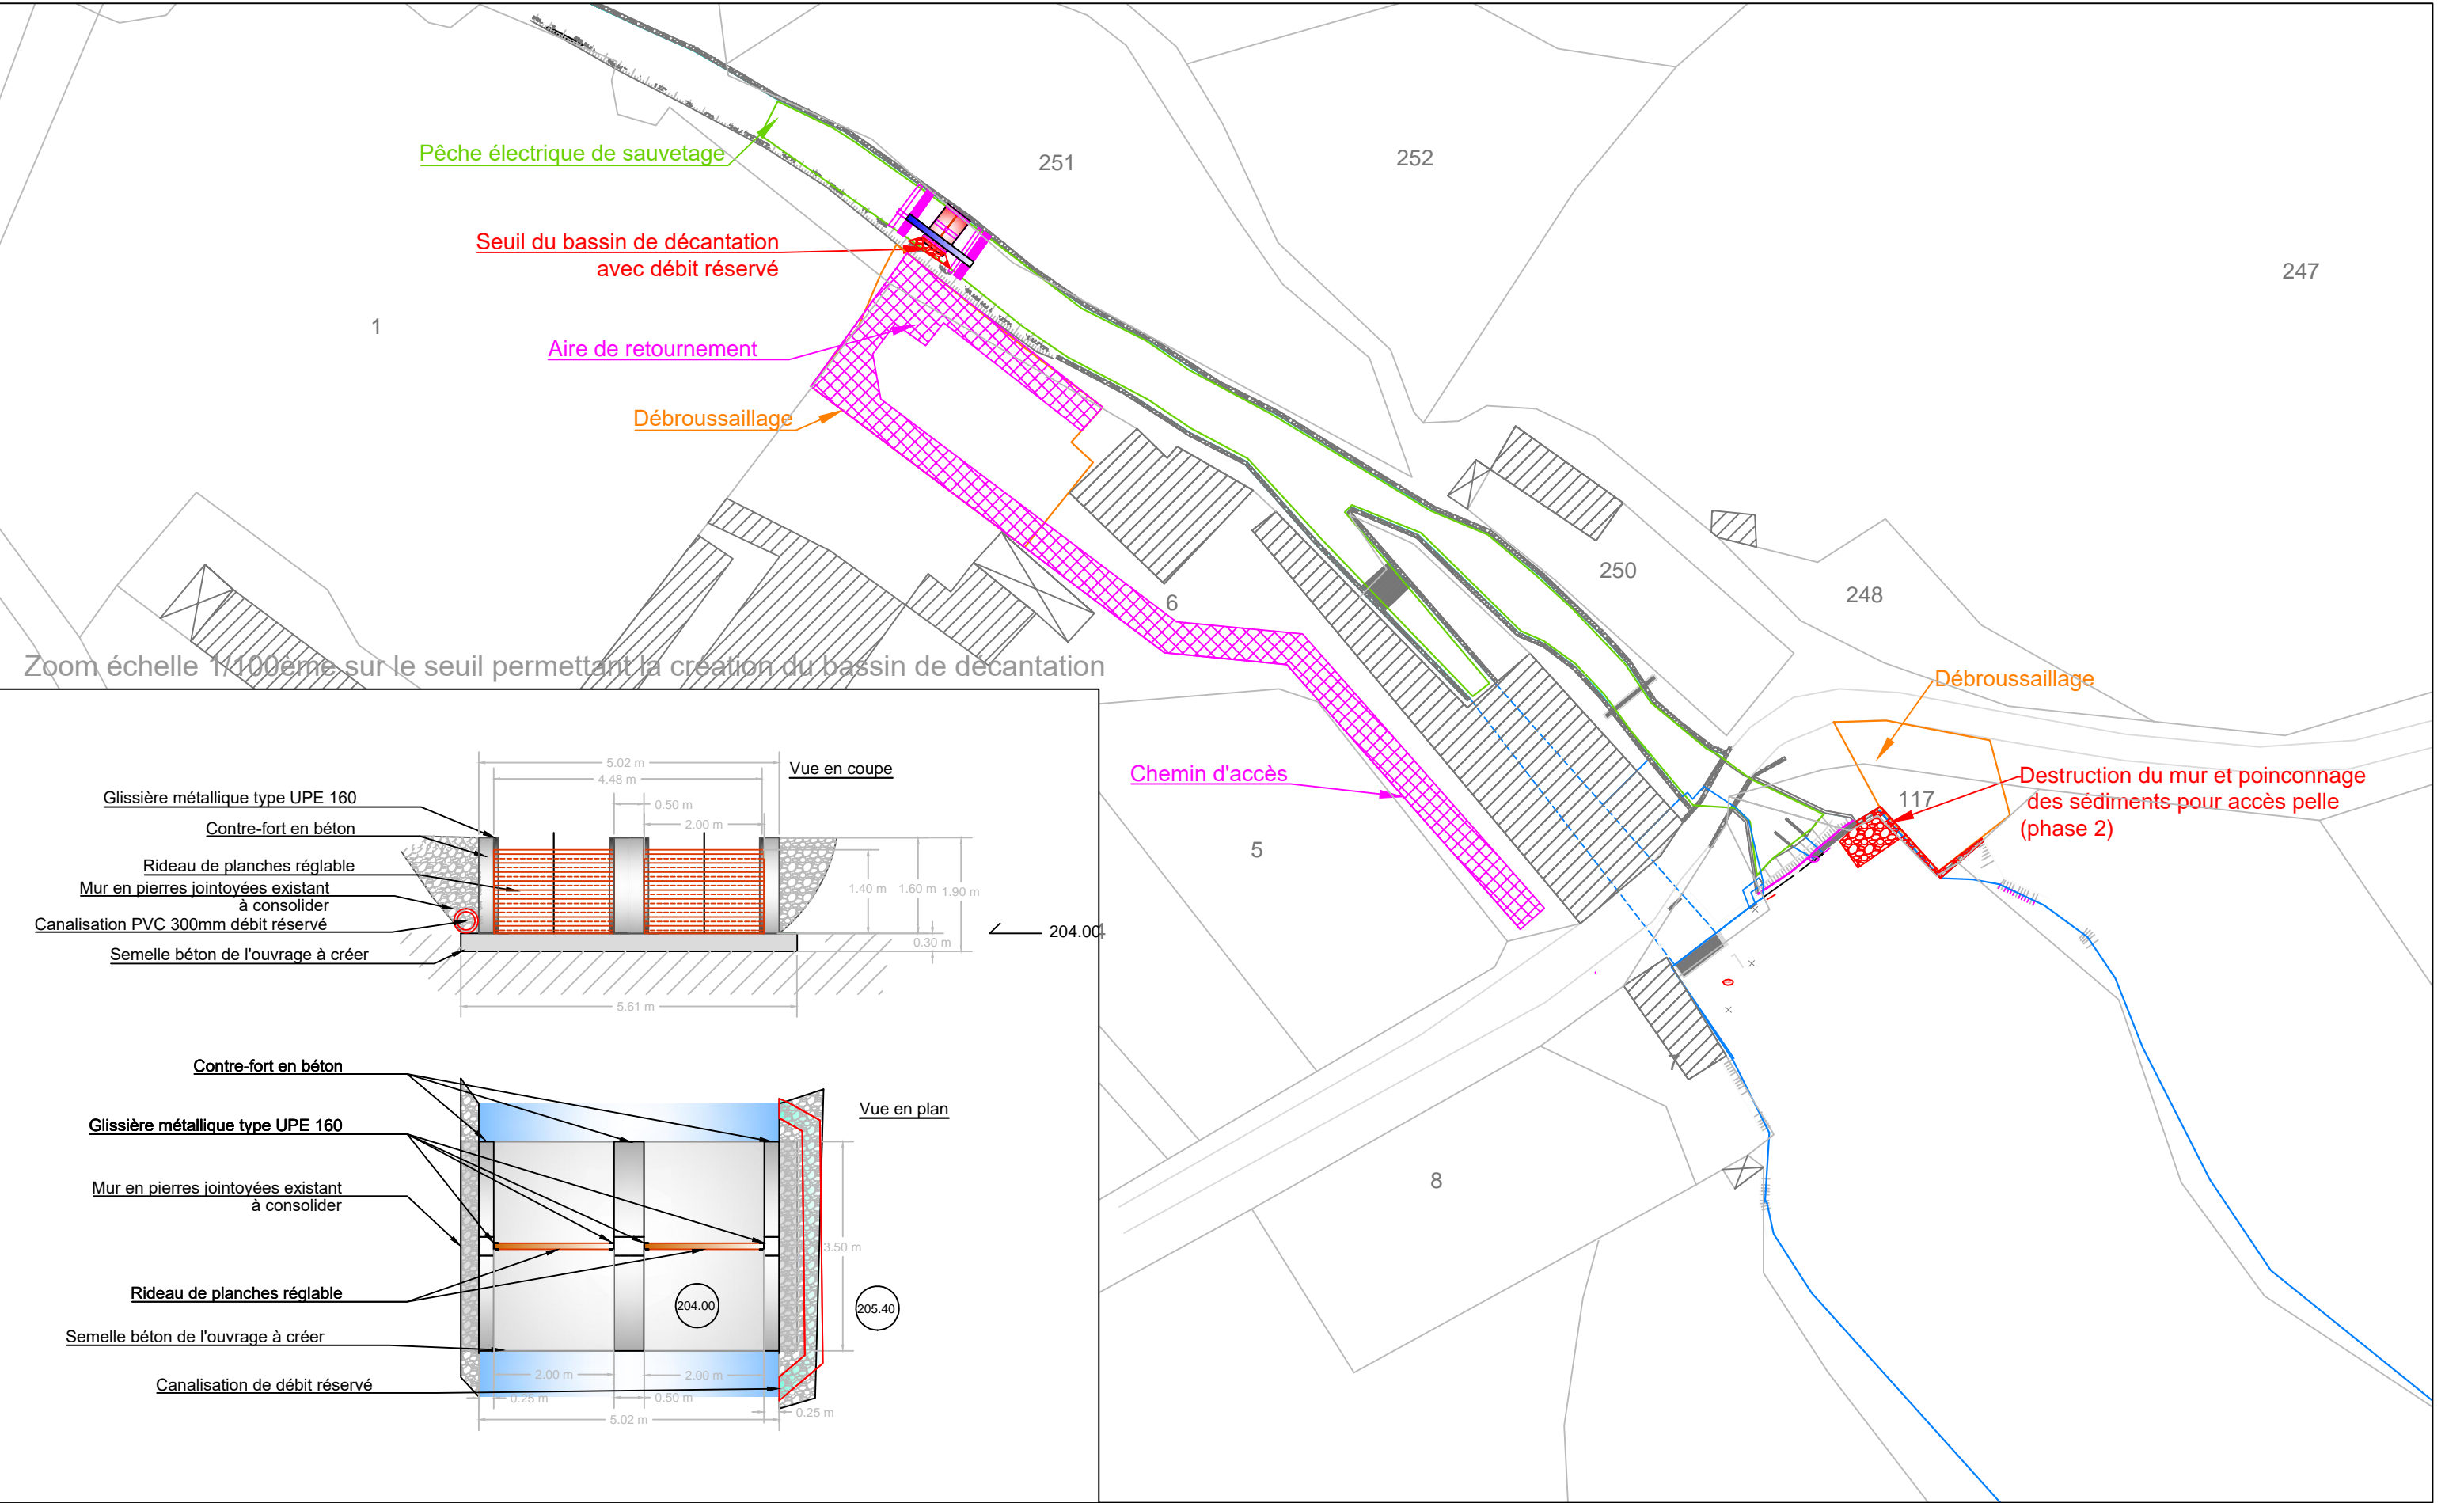 Pêche électrique de sauvetage
251
252
247
Seuil du bassin de décantation
avec débit réservé
1
Aire de retournement
Débroussaillage
250
248
6
Zoom échelle 1/100ème sur le seuil permettant la création du bassin de décantation
Débroussaillage
Chemin d'accès
117
Destruction du mur et poinconnage
des sédiments pour accès pelle
(phase 2)
5
7
8
Vue en coupe
5.02 m
4.48 m
0.50 m
2.00 m
Glissière métallique type UPE 160
Contre-fort en béton
Rideau de planches réglable
Mur en pierres jointoyées existant
à consolider
Canalisation PVC 300mm débit réservé
Semelle béton de l'ouvrage à créer
1.40 m
1.60 m
1.90 m
0.30 m
204.00
5.61 m
Contre-fort en béton
Vue en plan
Glissière métallique type UPE 160
Mur en pierres jointoyées existant
à consolider
3.50 m
Rideau de planches réglable
204.00
205.40
Semelle béton de l'ouvrage à créer
2.00 m
2.00 m
Canalisation de débit réservé
0.25 m
0.50 m
0.25 m
5.02 m